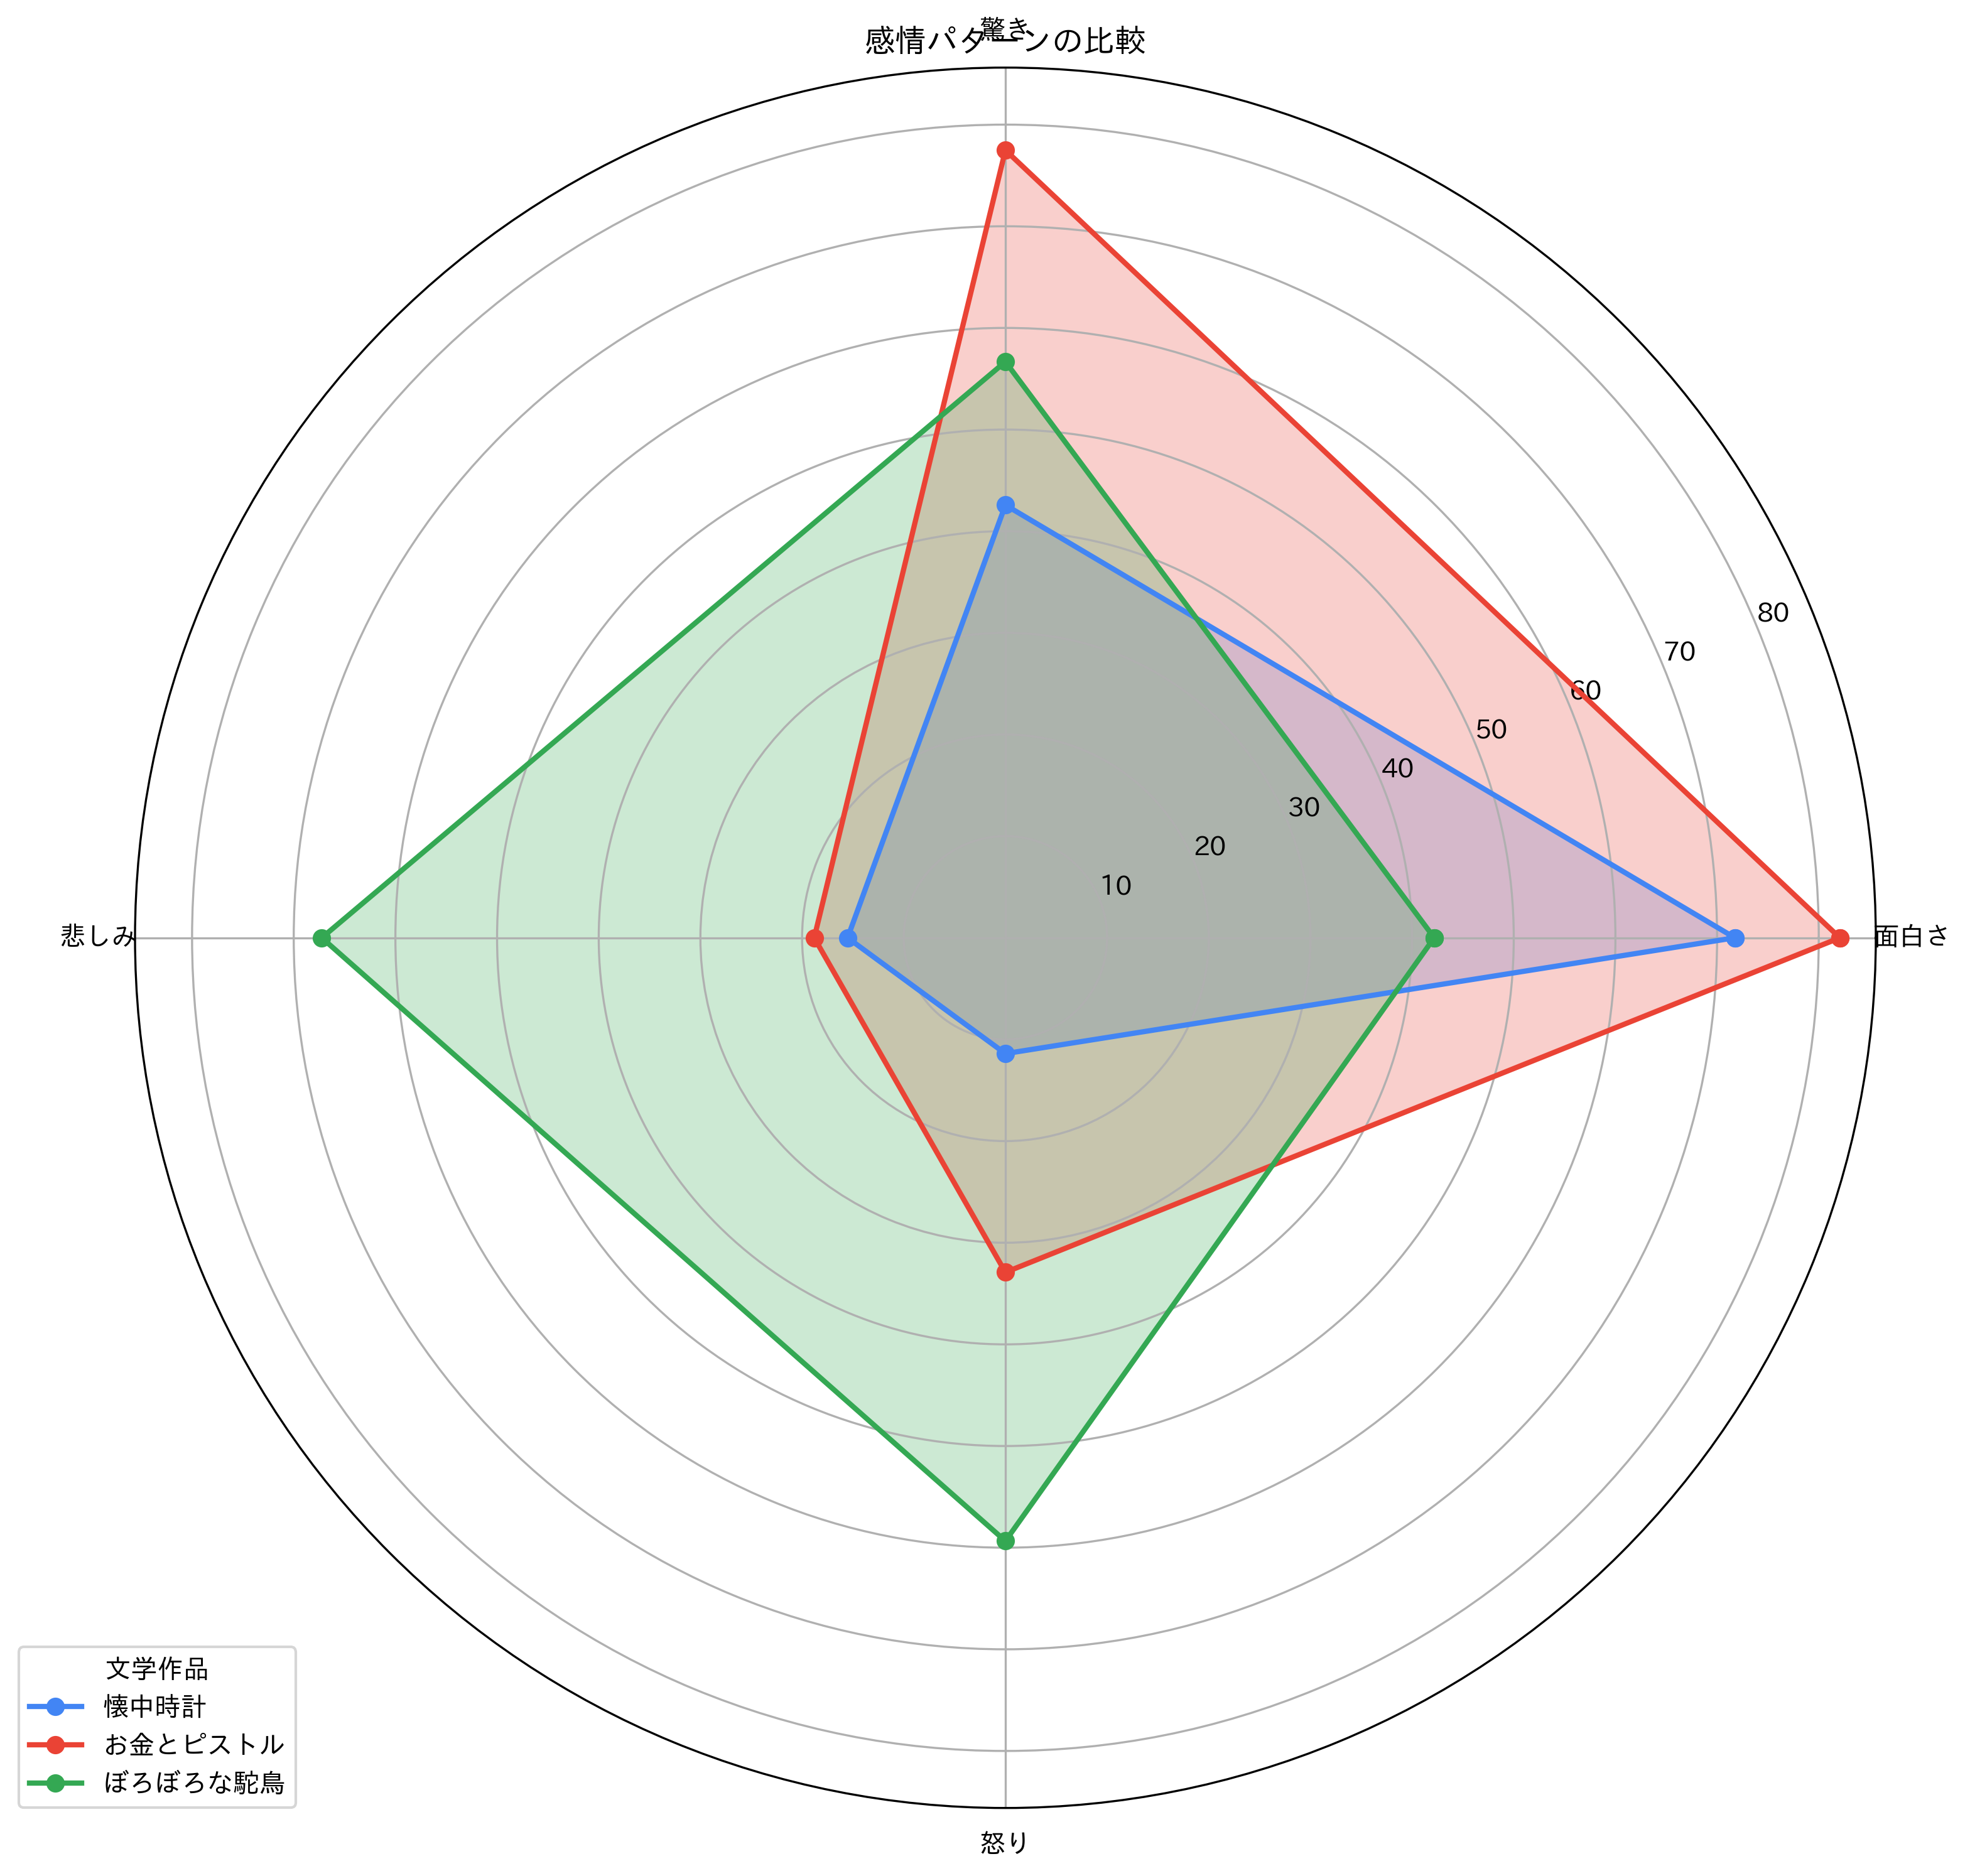 驚き
感情パターンの比較
80
70
60
50
40
30
20
10
悲しみ
面白さ
怒り
文学作品
懐中時計
お金とピストル
ぼろぼろな駝鳥